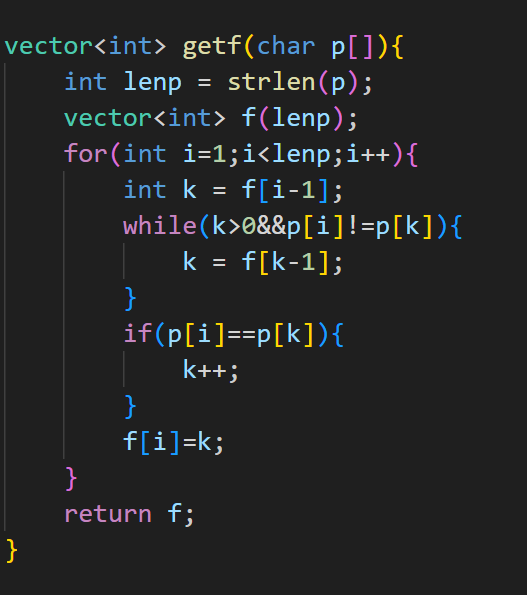 vector<int> getf(char p[]){
    int lenp = strlen(p);
    vector<int> f(lenp);
    for(int i=1;i<lenp;i++){
        int k = f[i-1];
        while(k>0&&p[i]!=p[k]){
            k = f[k-1];
        }
        if(p[i]==p[k]){
            k++;
        }
        f[i]=k;
    }
    return f;
}